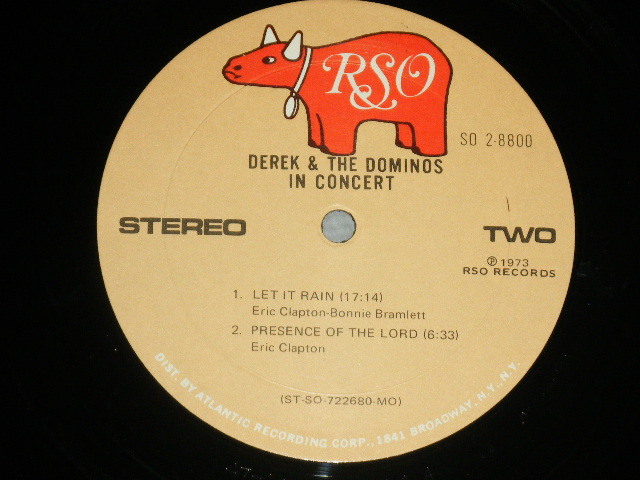 RSO
SO 2-8800
DEREK & THE DOMINOS
IN CONCERT
STEREO
TWO
℗ 1973
RSO RECORDS
1. LET IT RAIN (17:14)
Eric Clapton-Bonnie Bramlett
2. PRESENCE OF THE LORD (6:33)
Eric Clapton
(ST-SO-722680-MO)
DIST. BY ATLANTIC RECORDING CORP., 1841 BROADWAY, N.Y., N.Y.